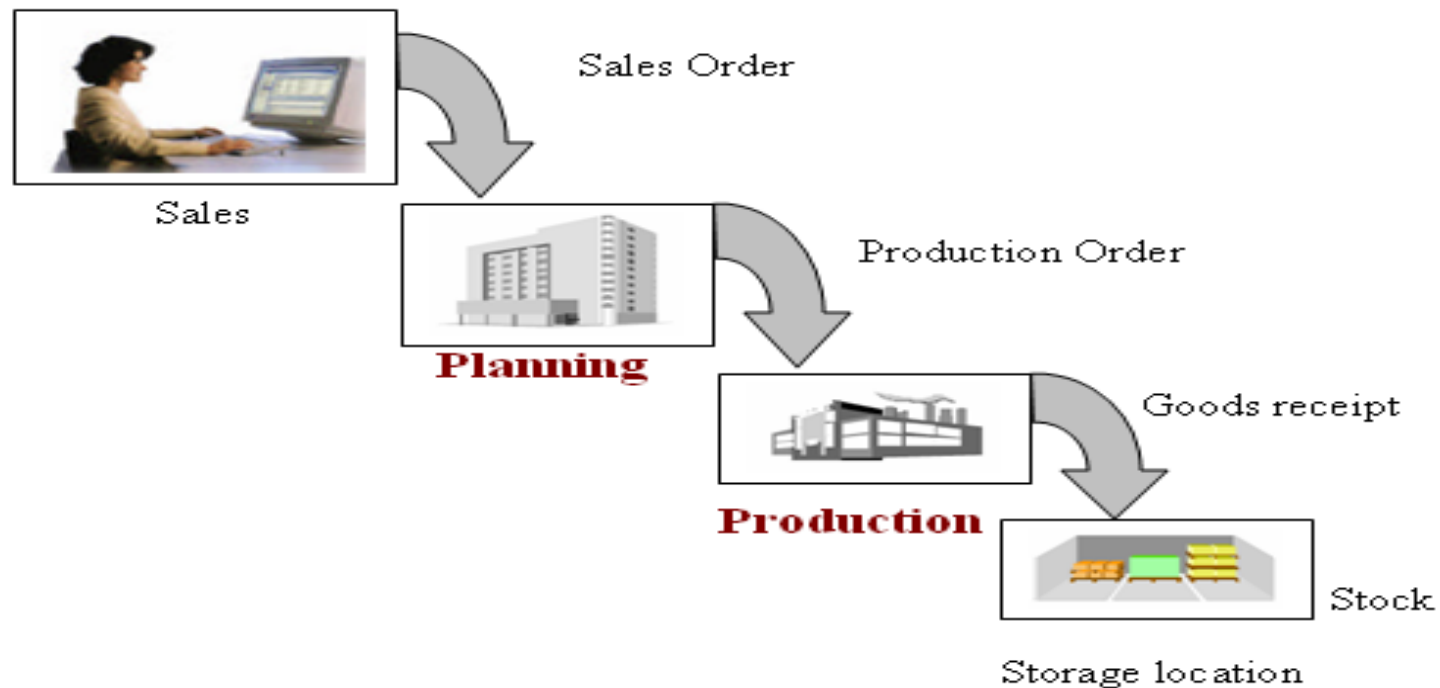 Sales Order
Sales
Production Order
Planning
Goods receipt
Production
Stock
Storage location